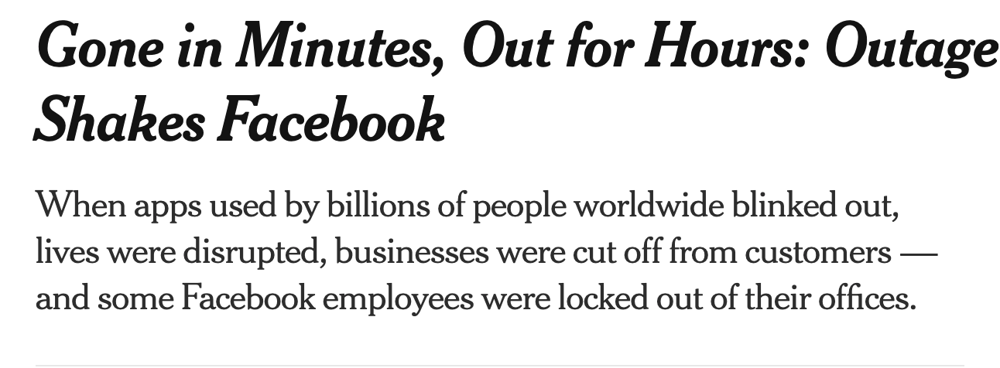 Gone in Minutes, Out for Hours: Outage
Shakes Facebook
When apps used by billions of people worldwide blinked out,
lives were disrupted, businesses were cut off from customers —
and some Facebook employees were locked out of their offices.